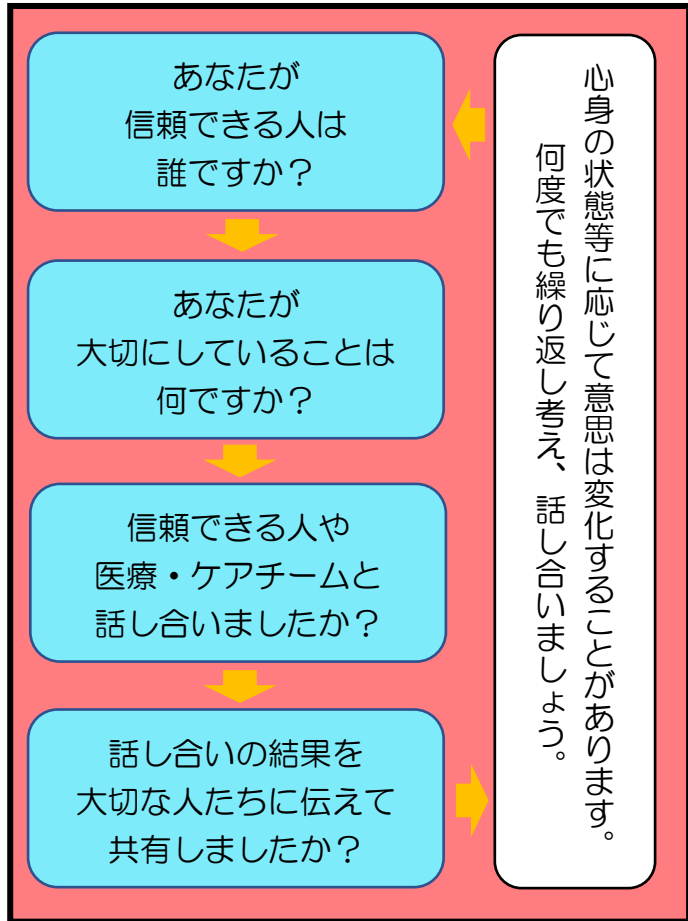 あなたが
信頼できる人は
誰ですか？
あなたが
大切にしていることは
何ですか？
信頼できる人や
医療・ケアチームと
話し合いましたか？
話し合いの結果を
大切な人たちに伝えて
共有しましたか？
心身の状態等に応じて意思は変化することがあります。
何度でも繰り返し考え、話し合いましょう。